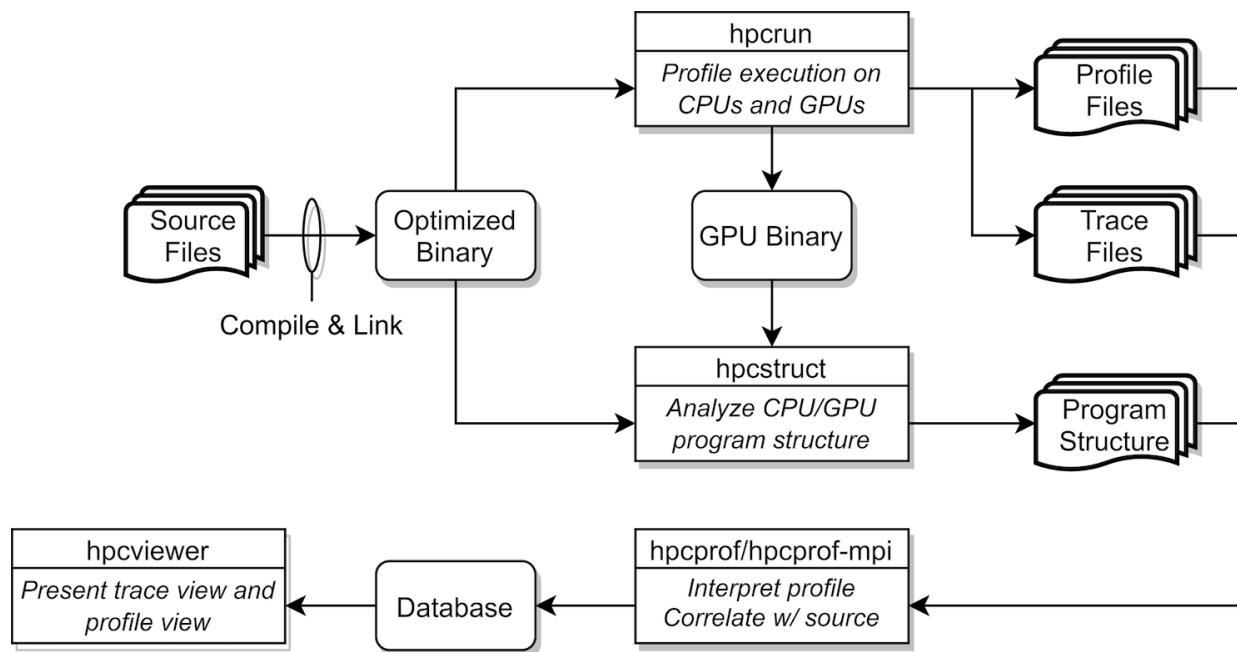 hpcrun
Profile execution on
CPUs and GPUs
Profile
Files
Source
Files
Optimized
Binary
GPU Binary
Trace
Files
Compile & Link
hpcstruct
Analyze CPU/GPU
program structure
Program
Structure
hpcviewer
Present trace view and
profile view
Database
hpcprof/hpcprof-mpi
Interpret profile
Correlate w/ source